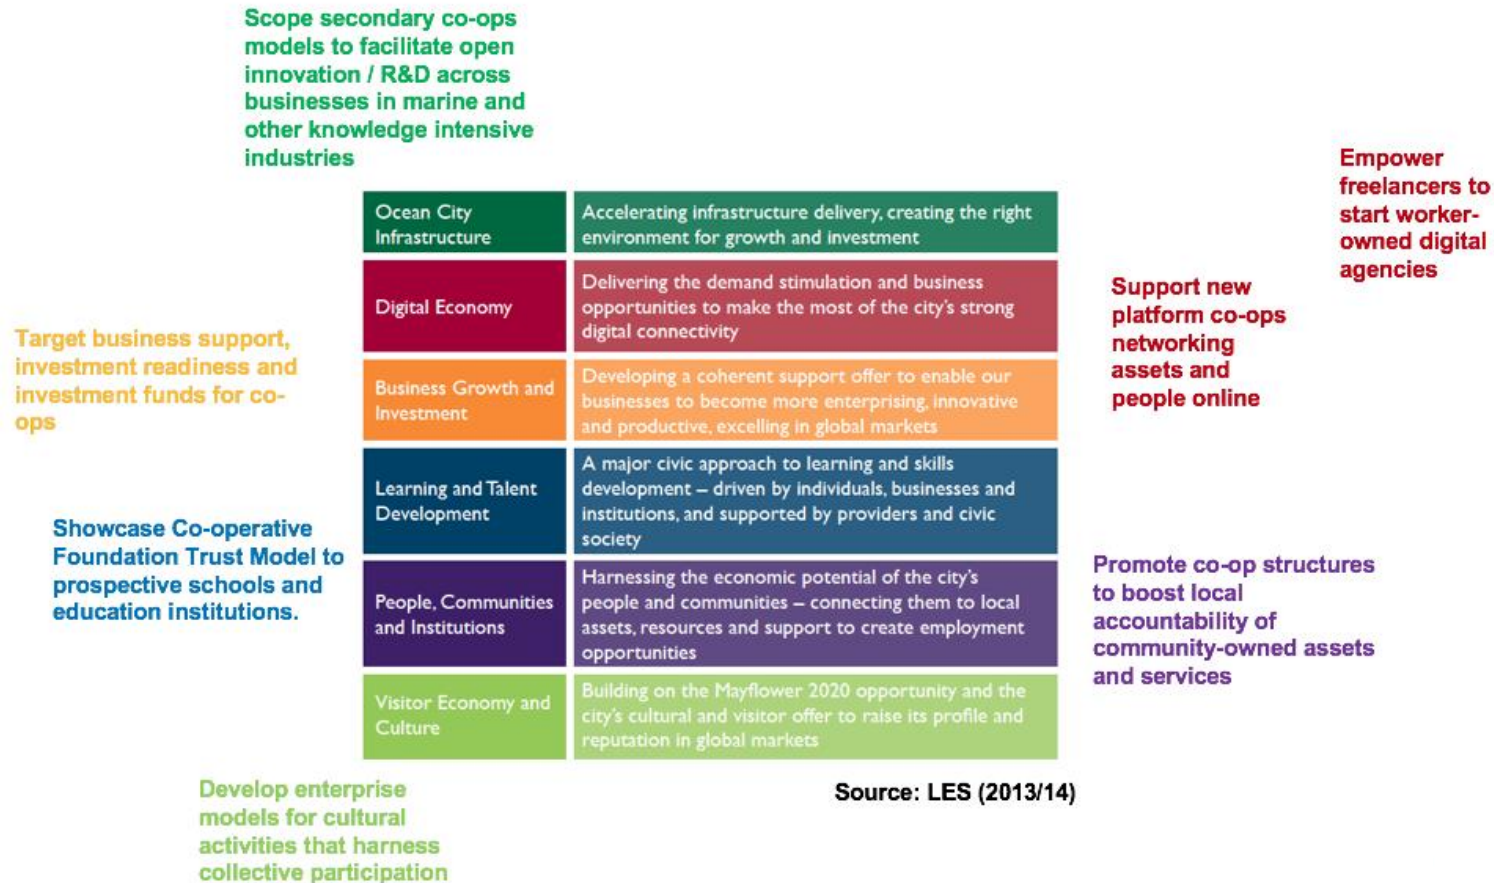 Scope secondary co-ops
models to facilitate open
innovation / R&D across
businesses in marine and
other knowledge intensive
industries
Empower
freelancers to
start worker-
owned digital
agencies
Ocean City
Infrastructure
Accelerating infrastructure delivery, creating the right
environment for growth and investment
Digital Economy
Delivering the demand stimulation and business
opportunities to make the most of the city's strong
digital connectivity
Support new
platform co-ops
networking
assets and
people online
Target business support,
investment readiness and
investment funds for co-
ops
Business Growth and
Investment
Developing a coherent support offer to enable our
businesses to become more enterprising, innovative
and productive, excelling in global markets
Learning and Talent
Development
A major civic approach to learning and skills
development – driven by individuals, businesses and
institutions, and supported by providers and civic
society
Showcase Co-operative
Foundation Trust Model to
prospective schools and
education institutions.
People, Communities
and Institutions
Harnessing the economic potential of the city's
people and communities – connecting them to local
assets, resources and support to create employment
opportunities
Promote co-op structures
to boost local
accountability of
community-owned assets
and services
Visitor Economy and
Culture
Building on the Mayflower 2020 opportunity and the
city's cultural and visitor offer to raise its profile and
reputation in global markets
Source: LES (2013/14)
Develop enterprise
models for cultural
activities that harness
collective participation